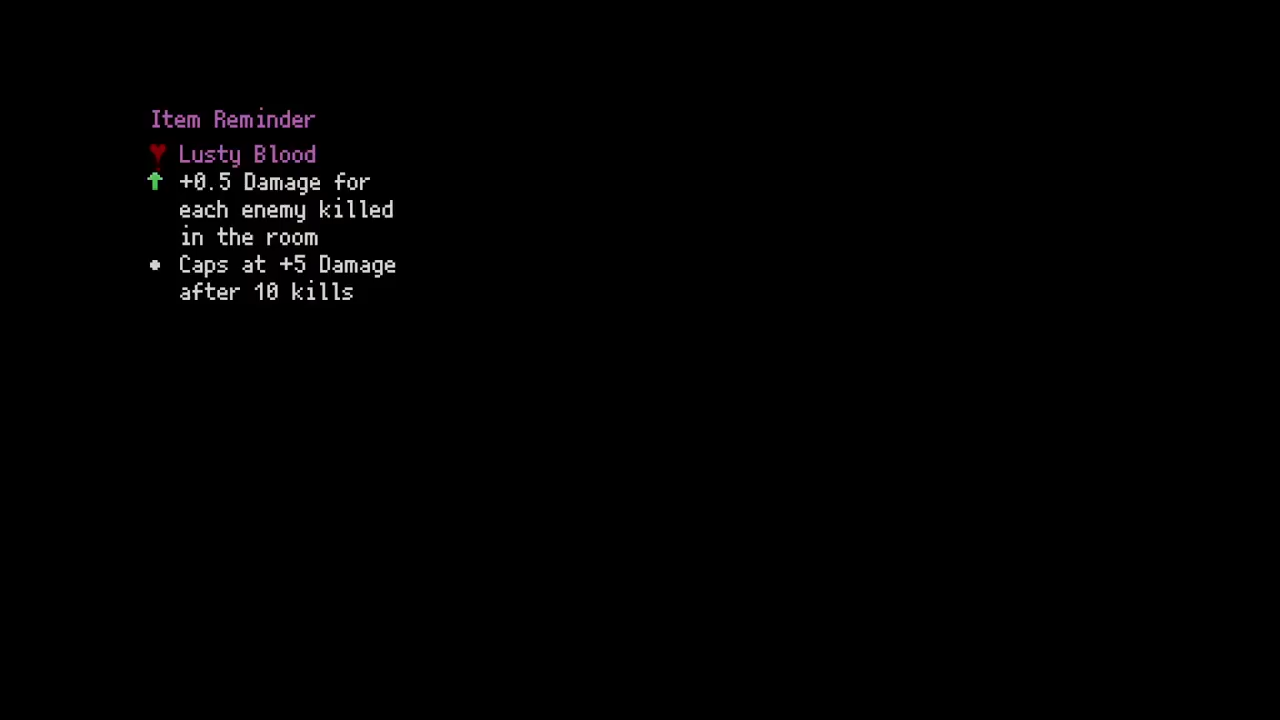 Item Reminder
Lusty Blood
+0.5 Damage for
each enemy killed
in the room
• Caps at +5 Damage
after 10 kills